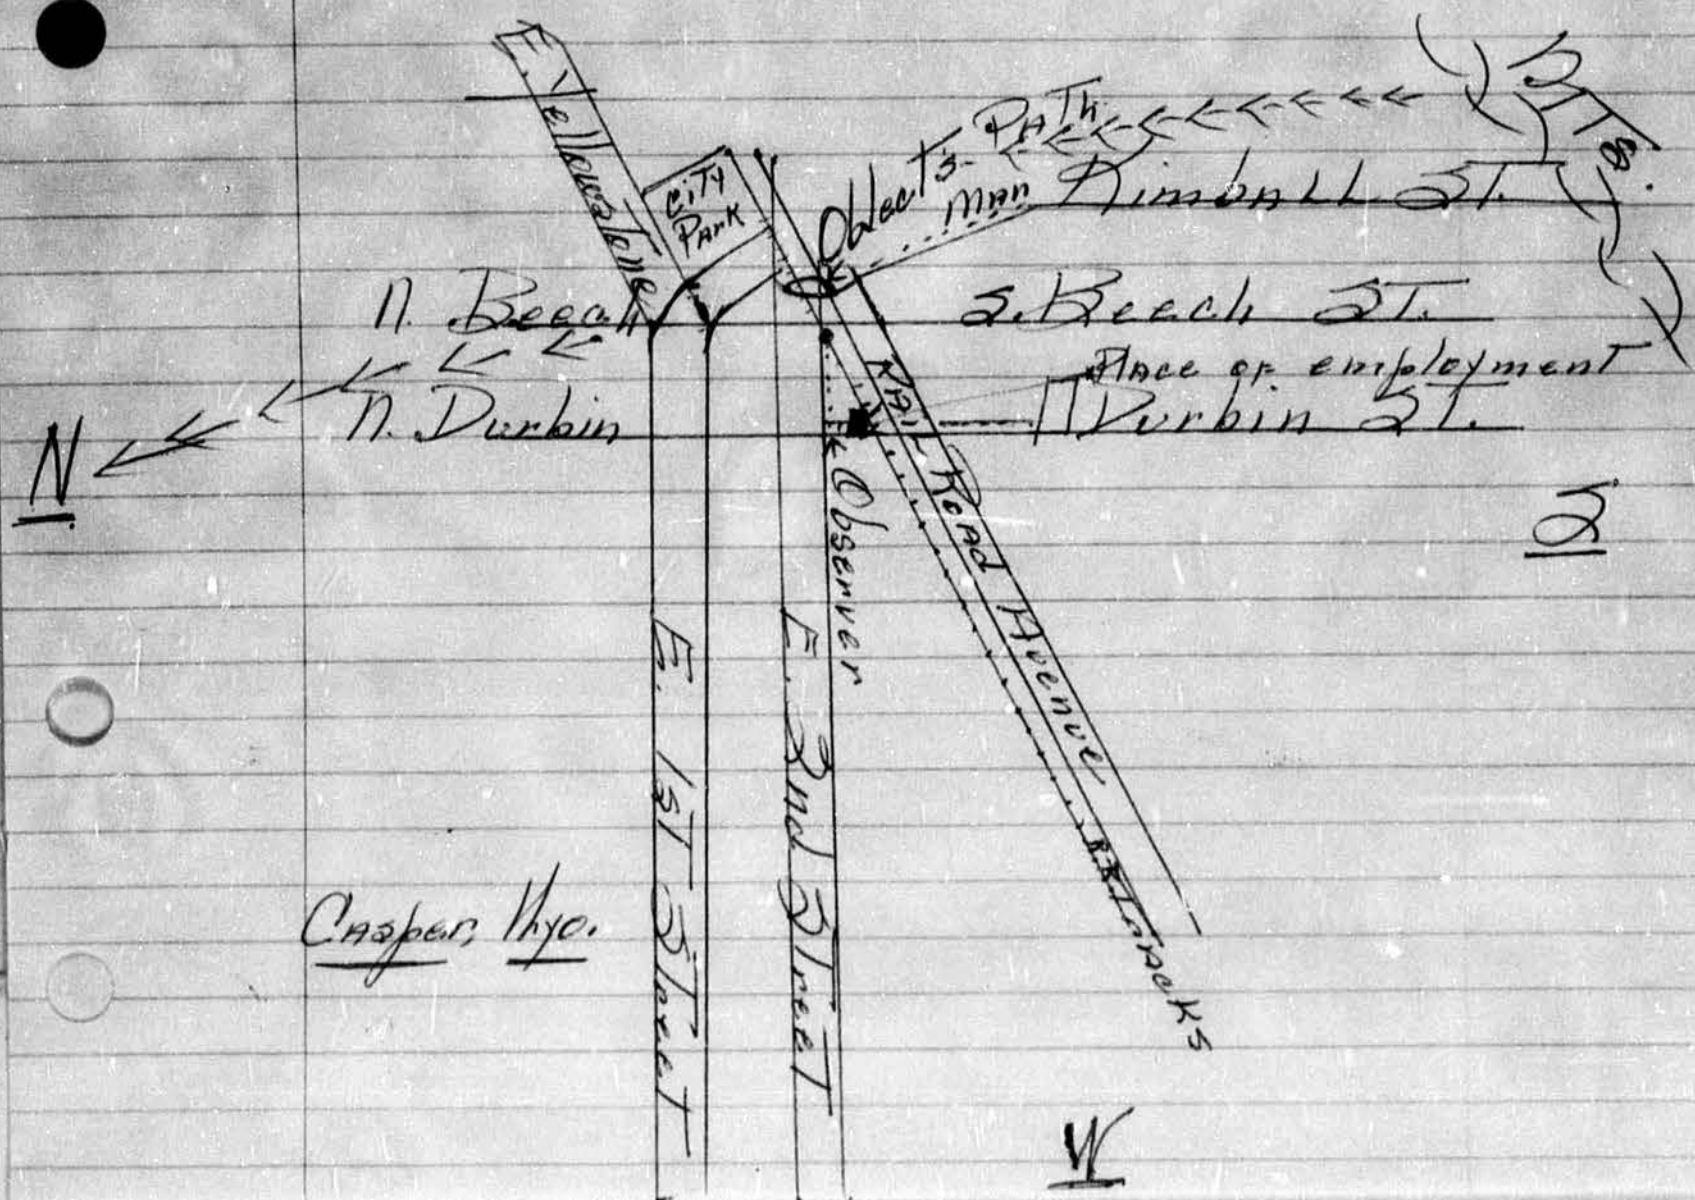 E. Yellowstone
City
Park
Object's Path
Mts.
Man
Kimball St.
N. Beech
S. Beech St.
Place of employment
N. Durbin
Durbin St.
N
S
Rail Road Avenue
Observer
E. 1st Street
E. 2nd Street
R.R. Tracks
Casper, Wyo.
W